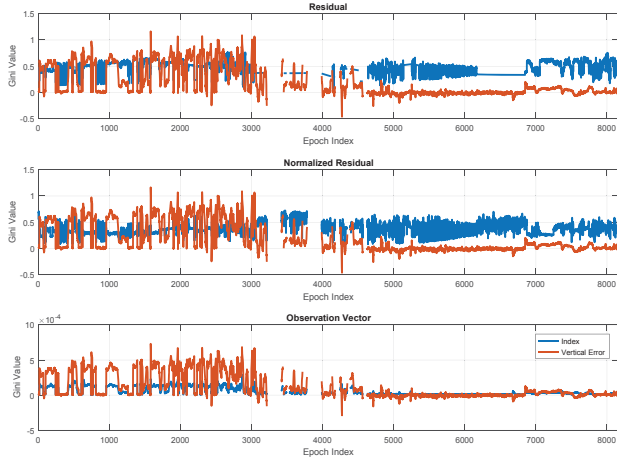 Residual
1.5
1
0.5
0
-0.5
Gini Value
0 1000 2000 3000 4000 5000 6000 7000 8000
Epoch Index
Normalized Residual
1.5
1
0.5
0
-0.5
Gini Value
0 1000 2000 3000 4000 5000 6000 7000 8000
Epoch Index
Observation Vector
×10⁻⁴
10
5
0
-5
Gini Value
Index
Vertical Error
0 1000 2000 3000 4000 5000 6000 7000 8000
Epoch Index